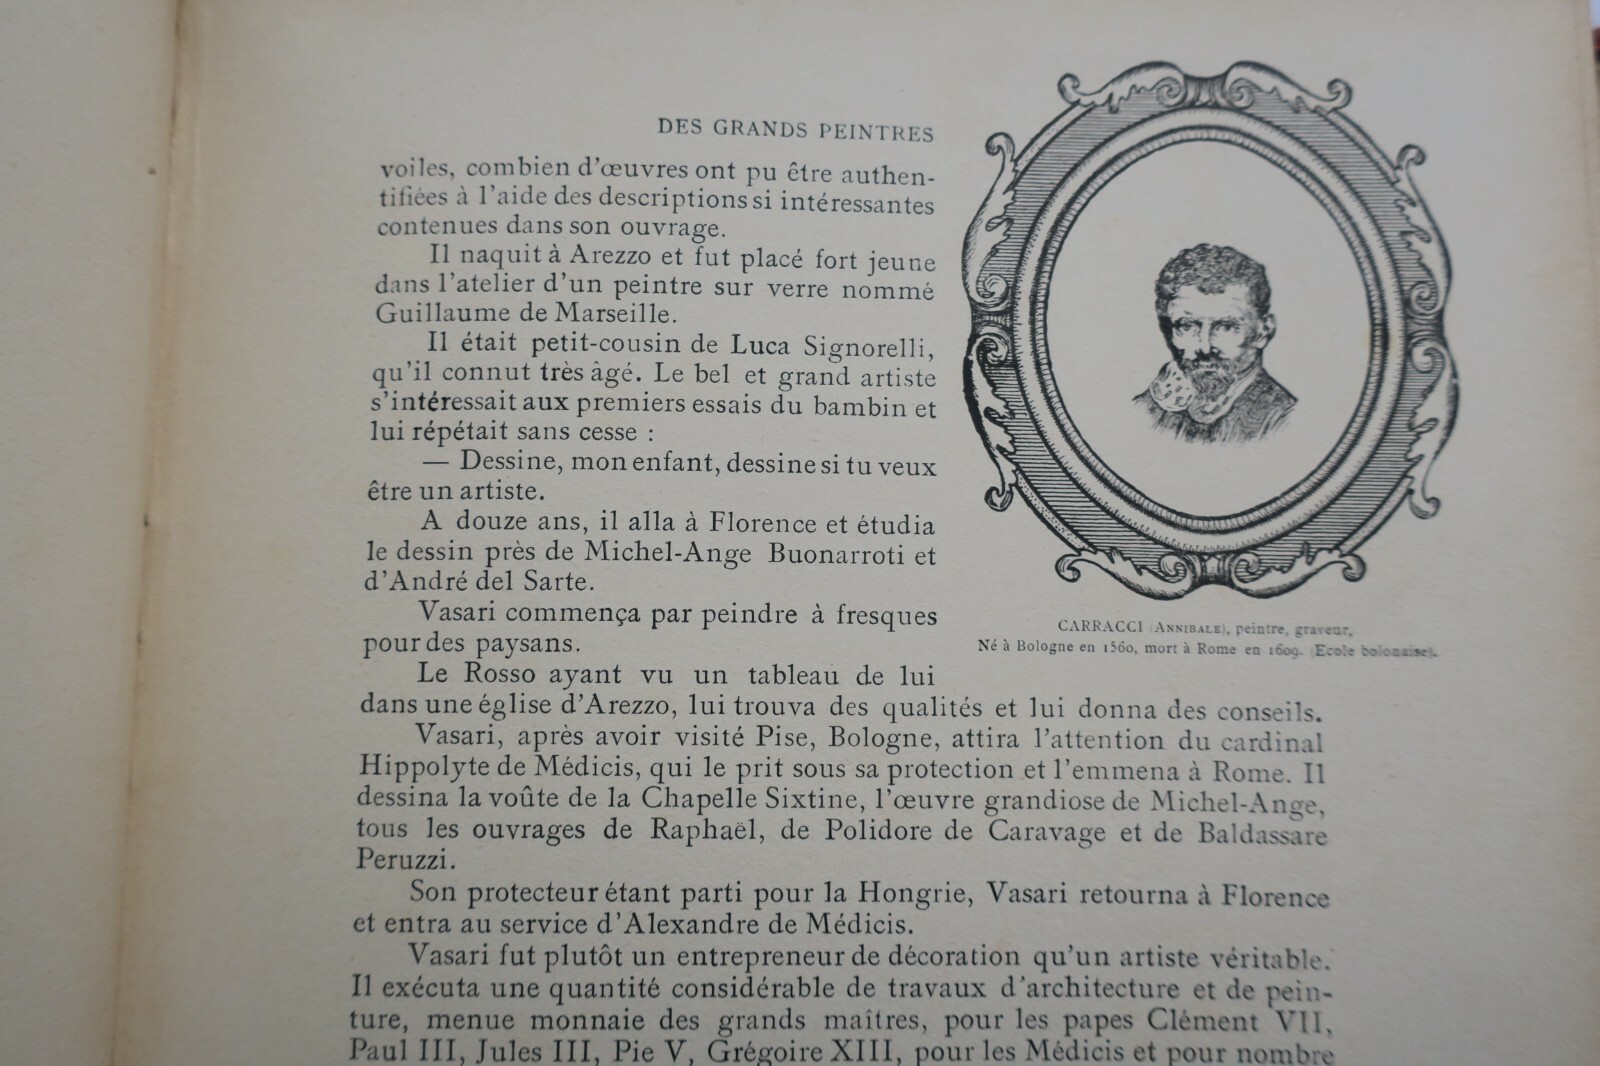 DES GRANDS PEINTRES
voiles, combien d'œuvres ont pu être authen-
tifiées à l'aide des descriptions si intéressantes
contenues dans son ouvrage.
Il naquit à Arezzo et fut placé fort jeune
dans l'atelier d'un peintre sur verre nommé
Guillaume de Marseille.
Il était petit-cousin de Luca Signorelli,
qu'il connut très âgé. Le bel et grand artiste
s'intéressait aux premiers essais du bambin et
lui répétait sans cesse :
— Dessine, mon enfant, dessine si tu veux
être un artiste.
A douze ans, il alla à Florence et étudia
le dessin près de Michel-Ange Buonarroti et
d'André del Sarte.
Vasari commença par peindre à fresques
pour des paysans.
Le Rosso ayant vu un tableau de lui
dans une église d'Arezzo, lui trouva des qualités et lui donna des conseils.
Vasari, après avoir visité Pise, Bologne, attira l'attention du cardinal
Hippolyte de Médicis, qui le prit sous sa protection et l'emmena à Rome. Il
dessina la voûte de la Chapelle Sixtine, l'œuvre grandiose de Michel-Ange,
tous les ouvrages de Raphaël, de Polidore de Caravage et de Baldassare
Peruzzi.
Son protecteur étant parti pour la Hongrie, Vasari retourna à Florence
et entra au service d'Alexandre de Médicis.
Vasari fut plutôt un entrepreneur de décoration qu'un artiste véritable.
Il exécuta une quantité considérable de travaux d'architecture et de pein-
ture, menue monnaie des grands maîtres, pour les papes Clément VII,
Paul III, Jules III, Pie V, Grégoire XIII, pour les Médicis et pour nombre
CARRACCI (ANNIBALE), peintre, graveur,
Né à Bologne en 1560, mort à Rome en 1609. (Ecole bolonaise).